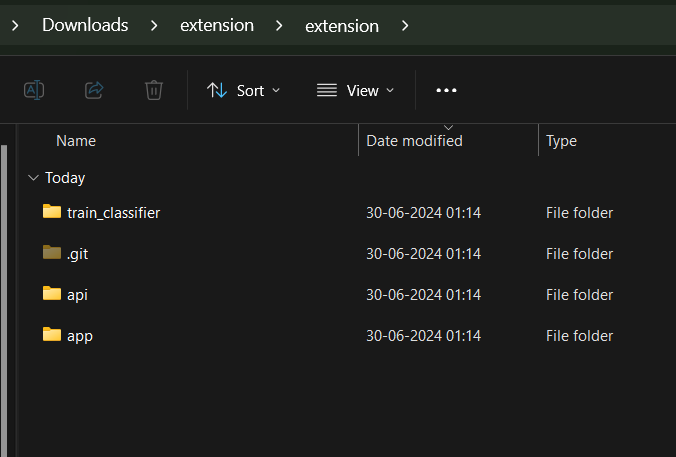 Downloads extension extension
Sort View
Name Date modified Type
Today
train_classifier 30-06-2024 01:14 File folder
.git 30-06-2024 01:14 File folder
api 30-06-2024 01:14 File folder
app 30-06-2024 01:14 File folder